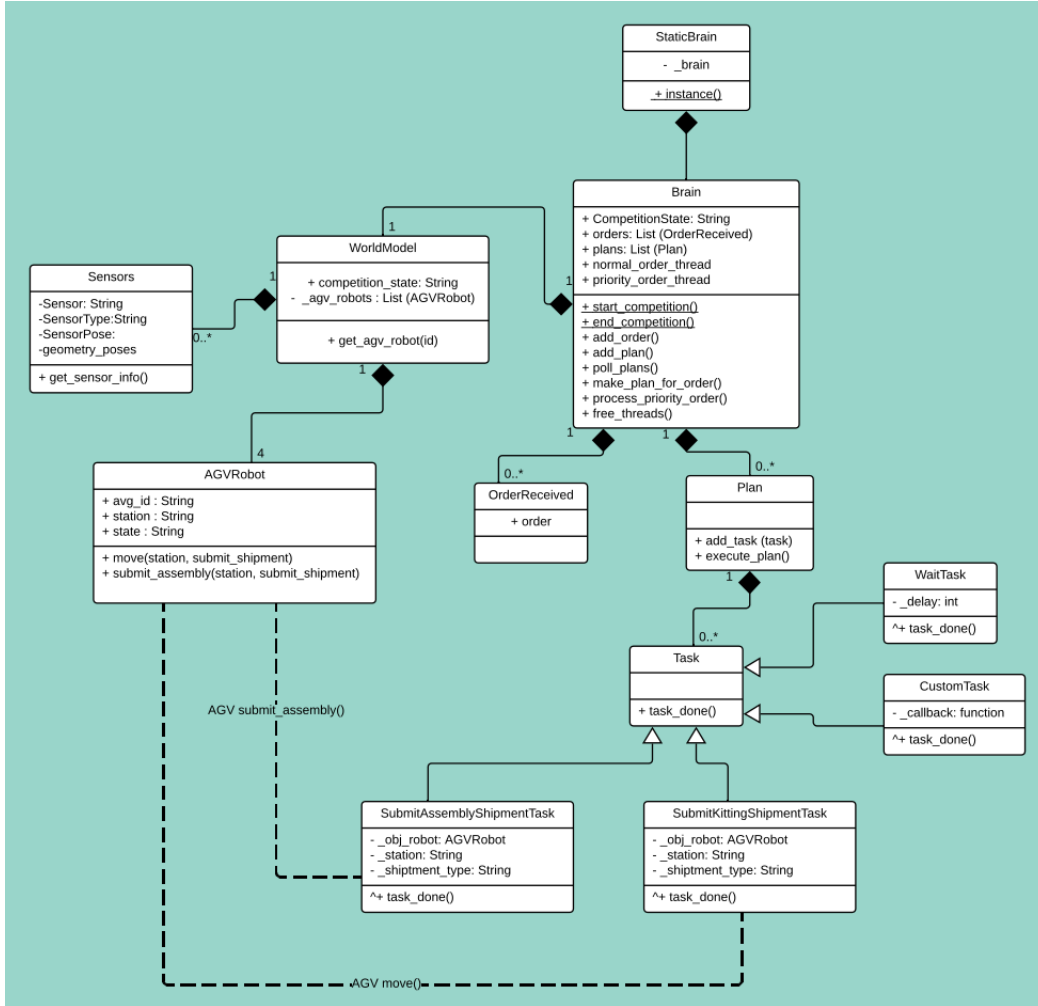 StaticBrain
- _brain
+ instance()
Brain
+ CompetitionState: String
+ orders: List (OrderReceived)
+ plans: List (Plan)
+ normal_order_thread
+ priority_order_thread
+ start_competition()
+ end_competition()
+ add_order()
+ add_plan()
+ poll_plans()
+ make_plan_for_order()
+ process_priority_order()
+ free_threads()
1
1
WorldModel
+ competition_state: String
- _agv_robots : List (AGVRobot)
+ get_agv_robot(id)
1
0..*
Sensors
-Sensor: String
-SensorType:String
-SensorPose:
-geometry_poses
+ get_sensor_info()
1
4
AGVRobot
+ avg_id : String
+ station : String
+ state : String
+ move(station, submit_shipment)
+ submit_assembly(station, submit_shipment)
1
0..*
OrderReceived
+ order
1
0..*
Plan
+ add_task (task)
+ execute_plan()
1
0..*
Task
+ task_done()
WaitTask
- _delay: int
^+ task_done()
CustomTask
- _callback: function
^+ task_done()
AGV submit_assembly()
SubmitAssemblyShipmentTask
- _obj_robot: AGVRobot
- _station: String
- _shiptment_type: String
^+ task_done()
SubmitKittingShipmentTask
- _obj_robot: AGVRobot
- _station: String
- _shiptment_type: String
^+ task_done()
AGV move()